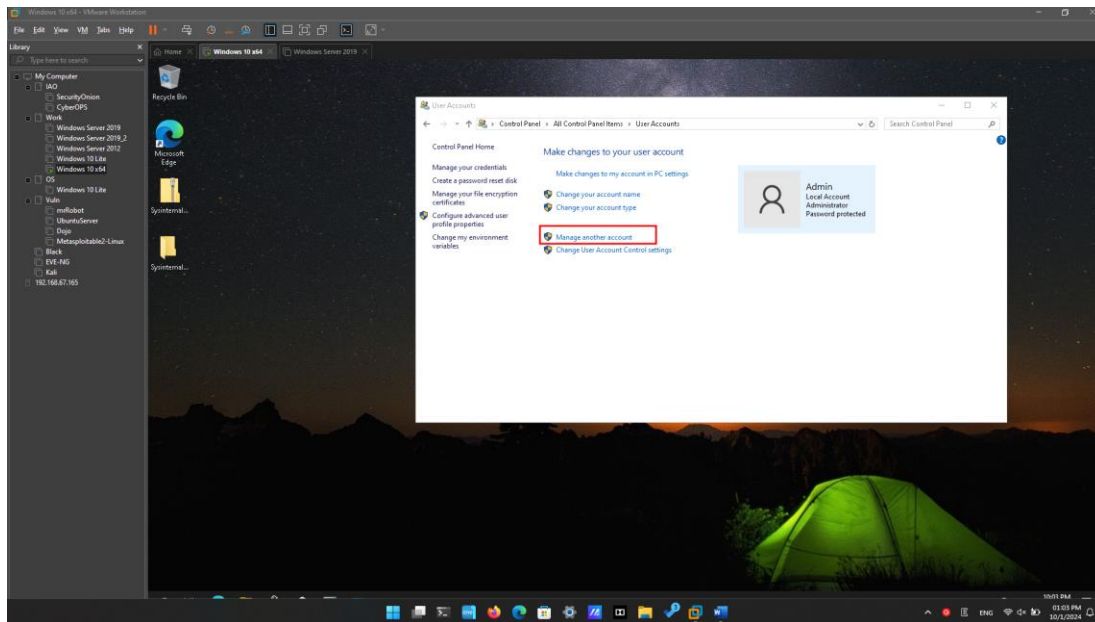 Windows 10 x64 - VMware Workstation
File Edit View VM Tabs Help
Library
Type here to search
My Computer
IAO
SecurityOnion
CyberOPS
Work
Windows Server 2019
Windows Server 2019_2
Windows Server 2012
Windows 10 Lite
Windows 10 x64
OS
Windows 10 Lite
Vuln
mrRobot
UbuntuServer
Dojo
Metasploitable2-Linux
Black
EVE-NG
Kali
192.168.67.165
Home
Windows 10 x64
Windows Server 2019
Recycle Bin
Microsoft
Edge
Sysinternal...
Sysinternal...
User Accounts
Control Panel > All Control Panel Items > User Accounts
Search Control Panel
Control Panel Home
Manage your credentials
Create a password reset disk
Manage your file encryption
certificates
Configure advanced user
profile properties
Change my environment
variables
Make changes to your user account
Make changes to my account in PC settings
Change your account name
Change your account type
Manage another account
Change User Account Control settings
Admin
Local Account
Administrator
Password protected
10:03 PM
ENG
01:03 PM
10/1/2024